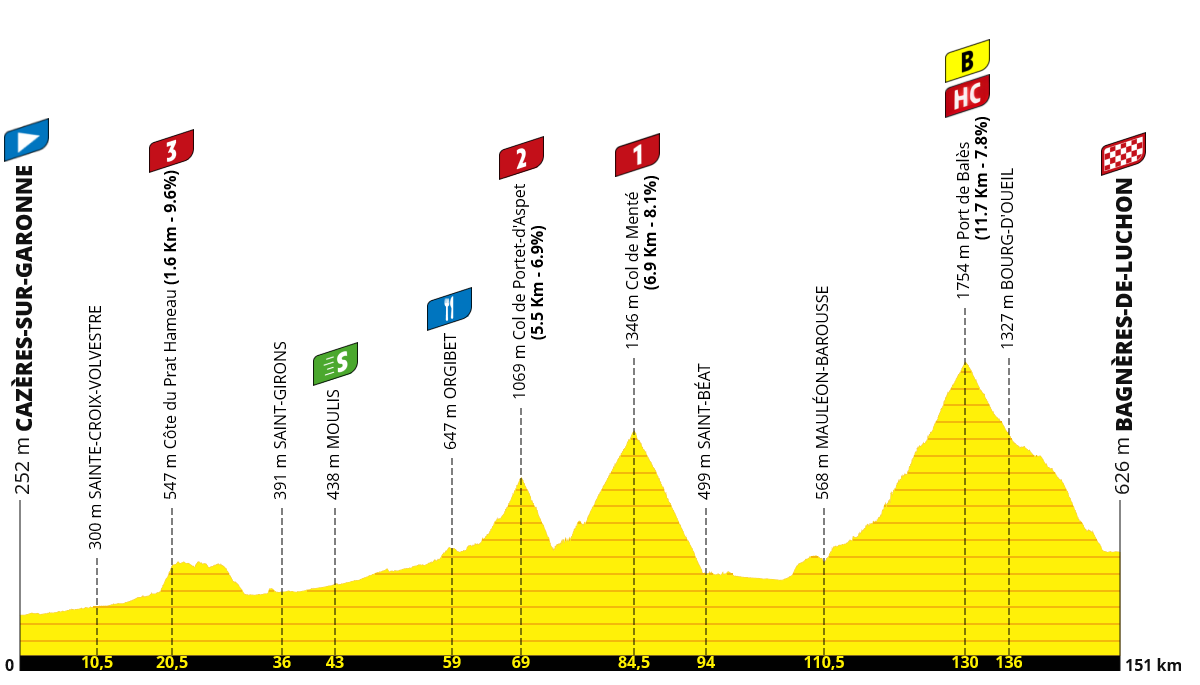 252 m CAZÈRES-SUR-GARONNE
300 m SAINTE-CROIX-VOLVESTRE
3
547 m Côte du Prat Hameau (1.6 Km - 9.6%)
391 m SAINT-GIRONS
S
438 m MOULIS
647 m ORGIBET
2
1069 m Col de Portet-d'Aspet
(5.5 Km - 6.9%)
1
1346 m Col de Menté
(6.9 Km - 8.1%)
499 m SAINT-BÉAT
568 m MAULÉON-BAROUSSE
B
HC
1754 m Port de Balès
(11.7 Km - 7.8%)
1327 m BOURG-D'OUEIL
626 m BAGNÈRES-DE-LUCHON
0 10,5 20,5 36 43 59 69 84,5 94 110,5 130 136 151 km